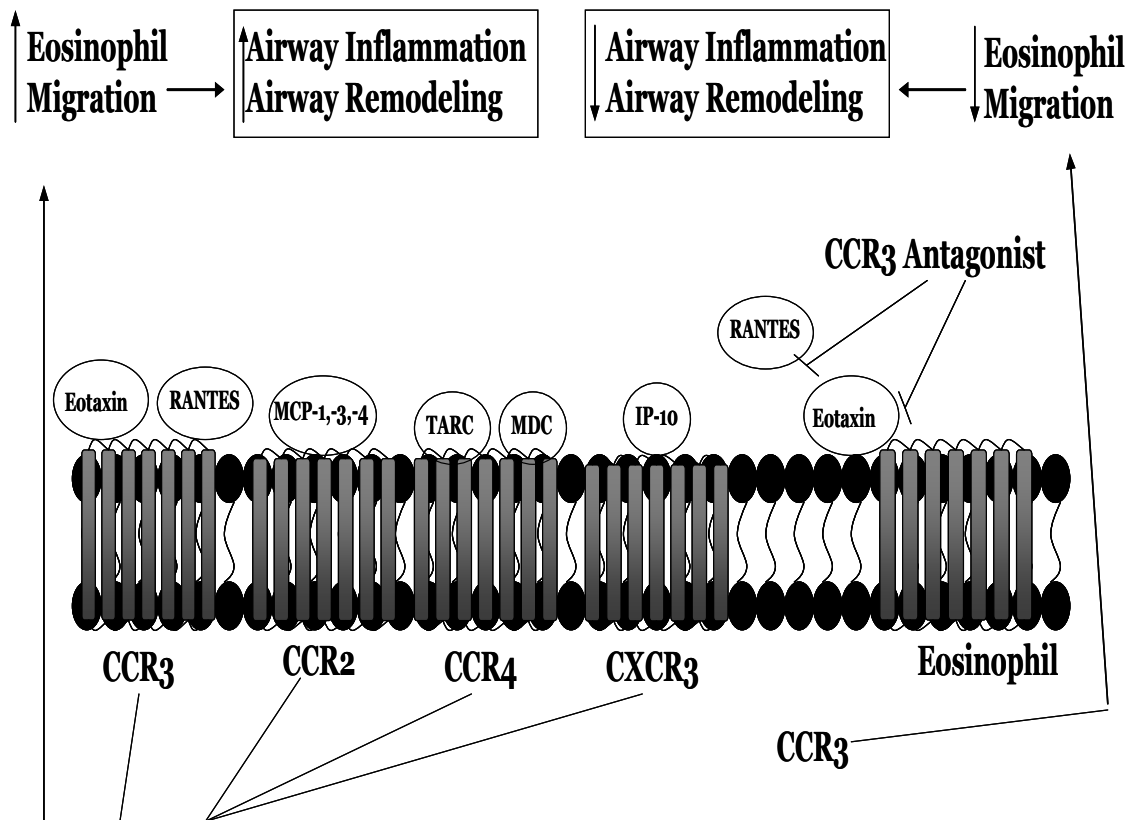 Eosinophil
Migration
Airway Inflammation
Airway Remodeling
Airway Inflammation
Airway Remodeling
Eosinophil
Migration
CCR3 Antagonist
RANTES
Eotaxin
RANTES
MCP-1,-3,-4
TARC
MDC
IP-10
Eotaxin
CCR3
CCR2
CCR4
CXCR3
Eosinophil
CCR3